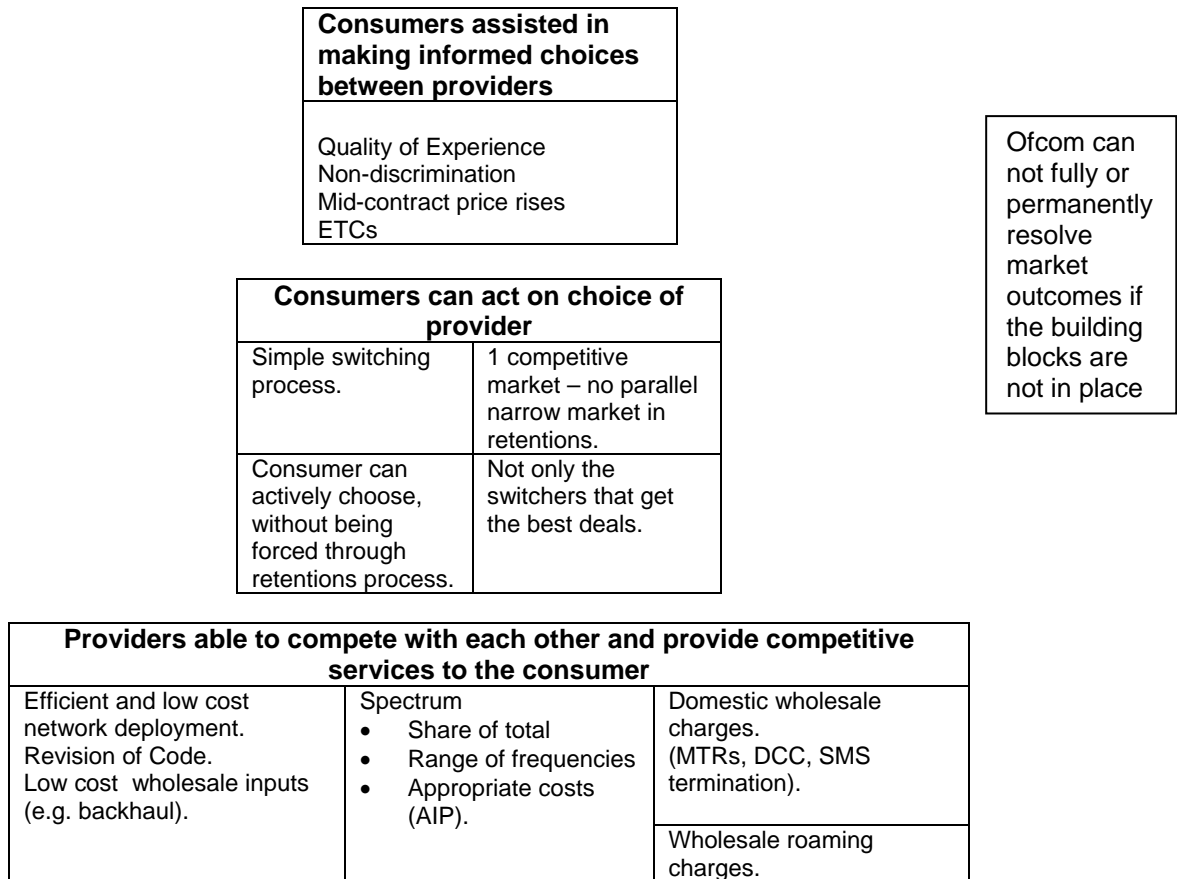 Consumers assisted in
making informed choices
between providers
Quality of Experience
Non-discrimination
Mid-contract price rises
ETCs
Ofcom can
not fully or
permanently
resolve
market
outcomes if
the building
blocks are
not in place
Consumers can act on choice of
provider
Simple switching
process.
1 competitive
market – no parallel
narrow market in
retentions.
Consumer can
actively choose,
without being
forced through
retentions process.
Not only the
switchers that get
the best deals.
Providers able to compete with each other and provide competitive
services to the consumer
Efficient and low cost
network deployment.
Revision of Code.
Low cost wholesale inputs
(e.g. backhaul).
Spectrum
• Share of total
• Range of frequencies
• Appropriate costs
(AIP).
Domestic wholesale
charges.
(MTRs, DCC, SMS
termination).
Wholesale roaming
charges.